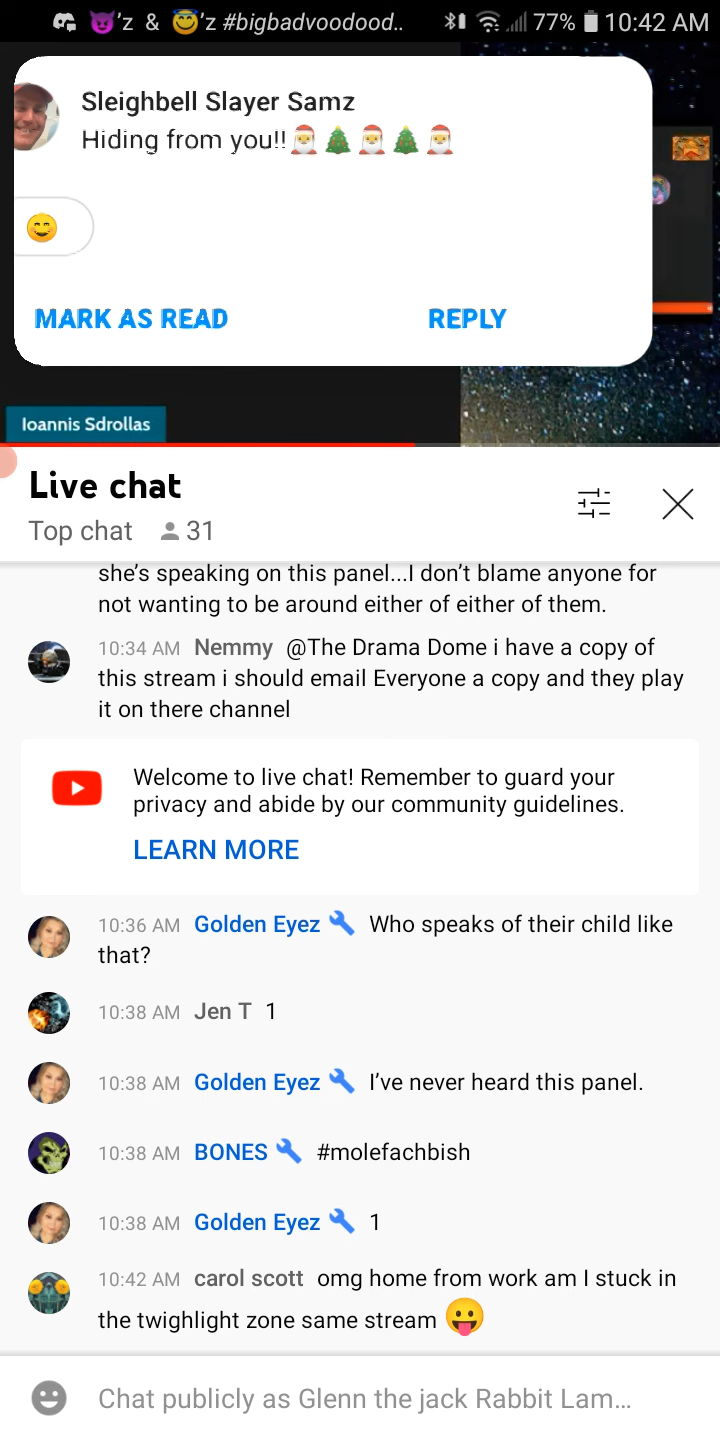 😈'z & 😇'z #bigbadvoodood.. 77% 10:42 AM
Sleighbell Slayer Samz
Hiding from you!!🎅🎄🎅🎄🎅
😊
MARK AS READ REPLY
Ioannis Sdrollas
Live chat
Top chat 31
she's speaking on this panel...I don't blame anyone for
not wanting to be around either of either of them.
10:34 AM Nemmy @The Drama Dome i have a copy of
this stream i should email Everyone a copy and they play
it on there channel
Welcome to live chat! Remember to guard your
privacy and abide by our community guidelines.
LEARN MORE
10:36 AM Golden Eyez 🔧 Who speaks of their child like
that?
10:38 AM Jen T 1
10:38 AM Golden Eyez 🔧 I've never heard this panel.
10:38 AM BONES 🔧 #molefachbish
10:38 AM Golden Eyez 🔧 1
10:42 AM carol scott omg home from work am I stuck in
the twighlight zone same stream 😛
Chat publicly as Glenn the jack Rabbit Lam...